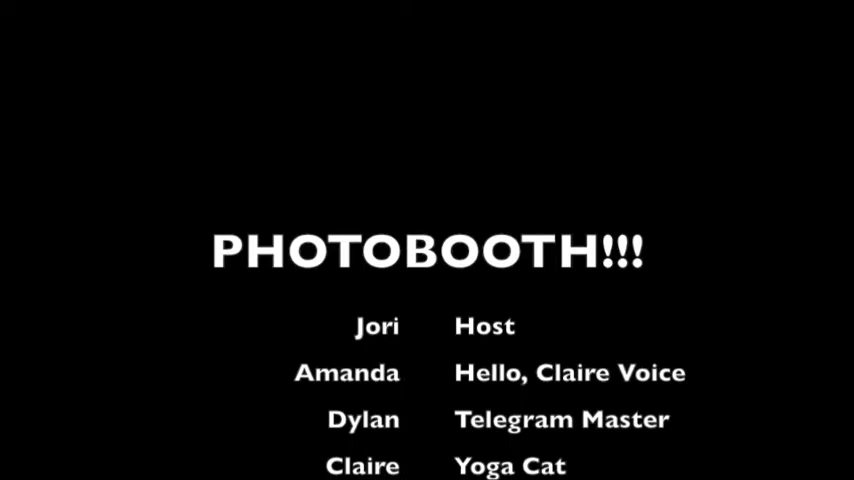 PHOTOBOOTH!!!
Jori Host
Amanda Hello, Claire Voice
Dylan Telegram Master
Claire Yoga Cat